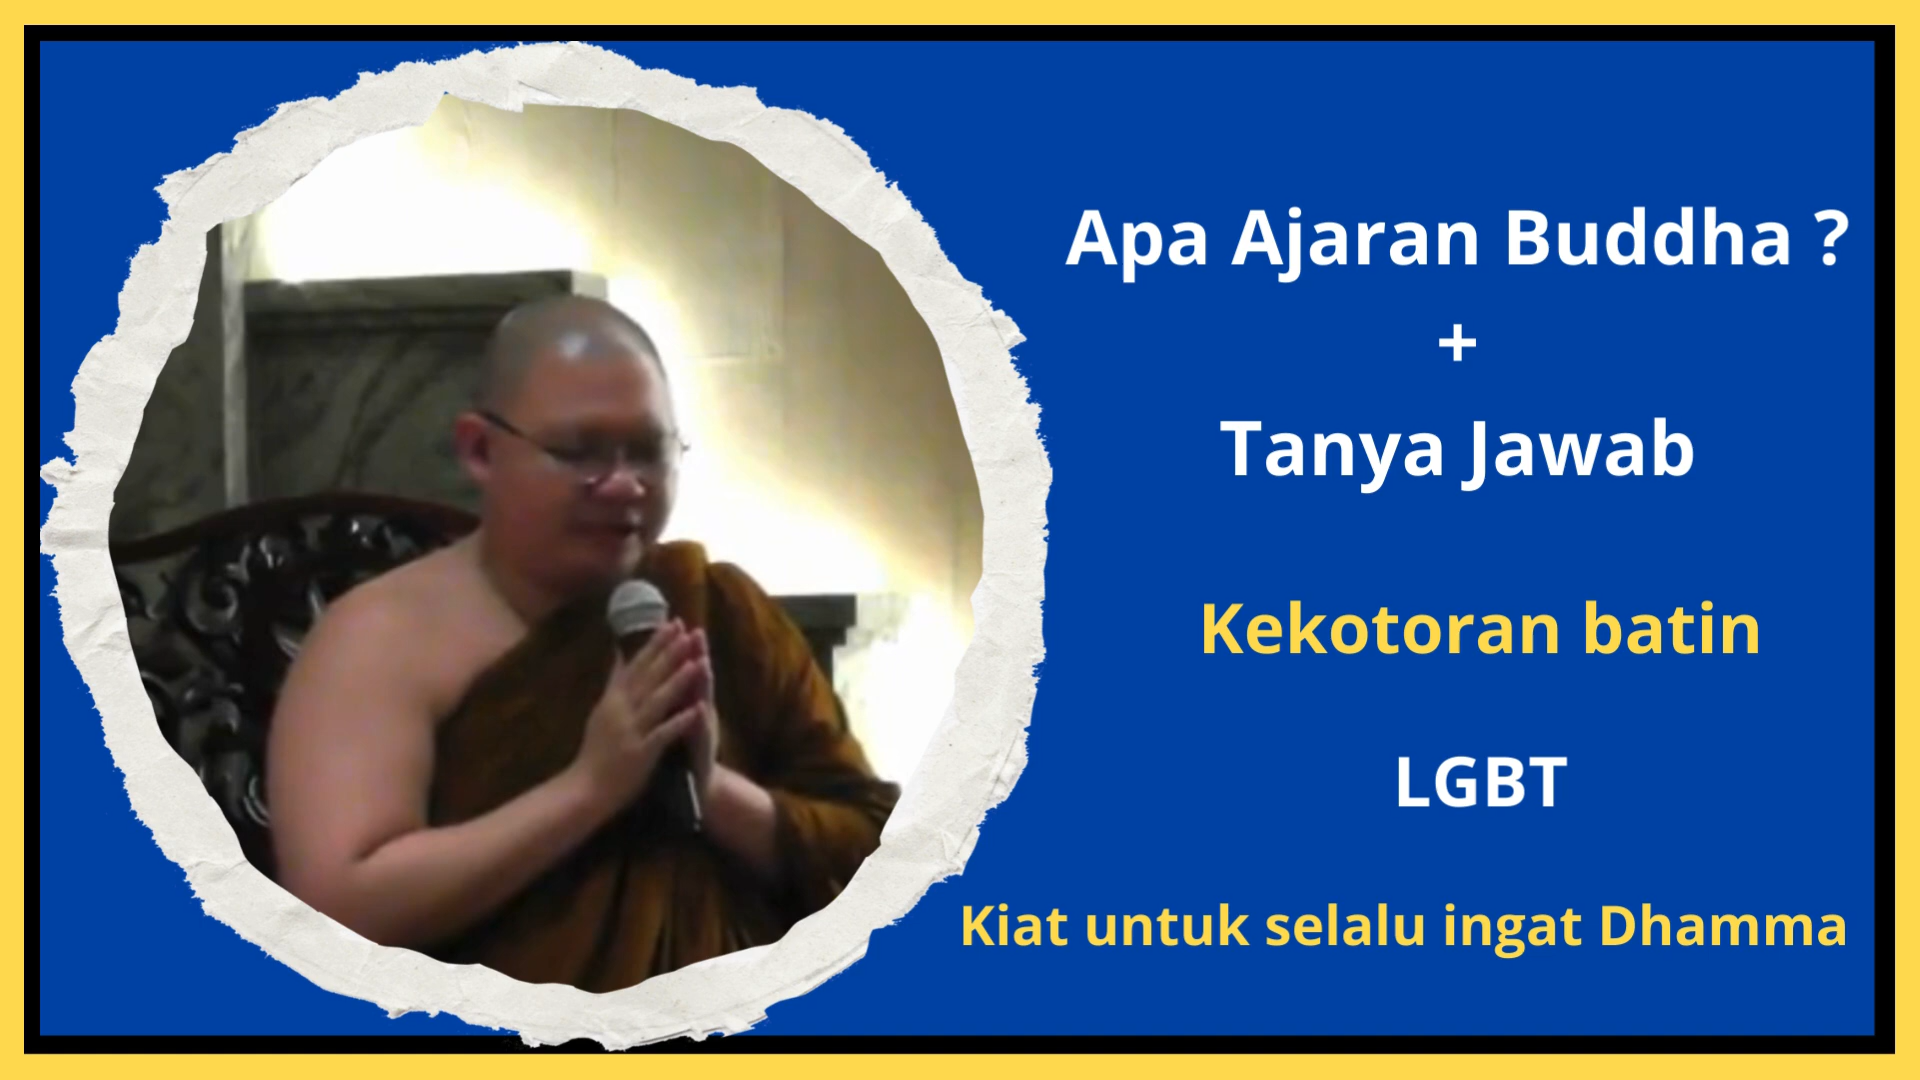 Apa Ajaran Buddha ?
+
Tanya Jawab
Kekotoran batin
LGBT
Kiat untuk selalu ingat Dhamma